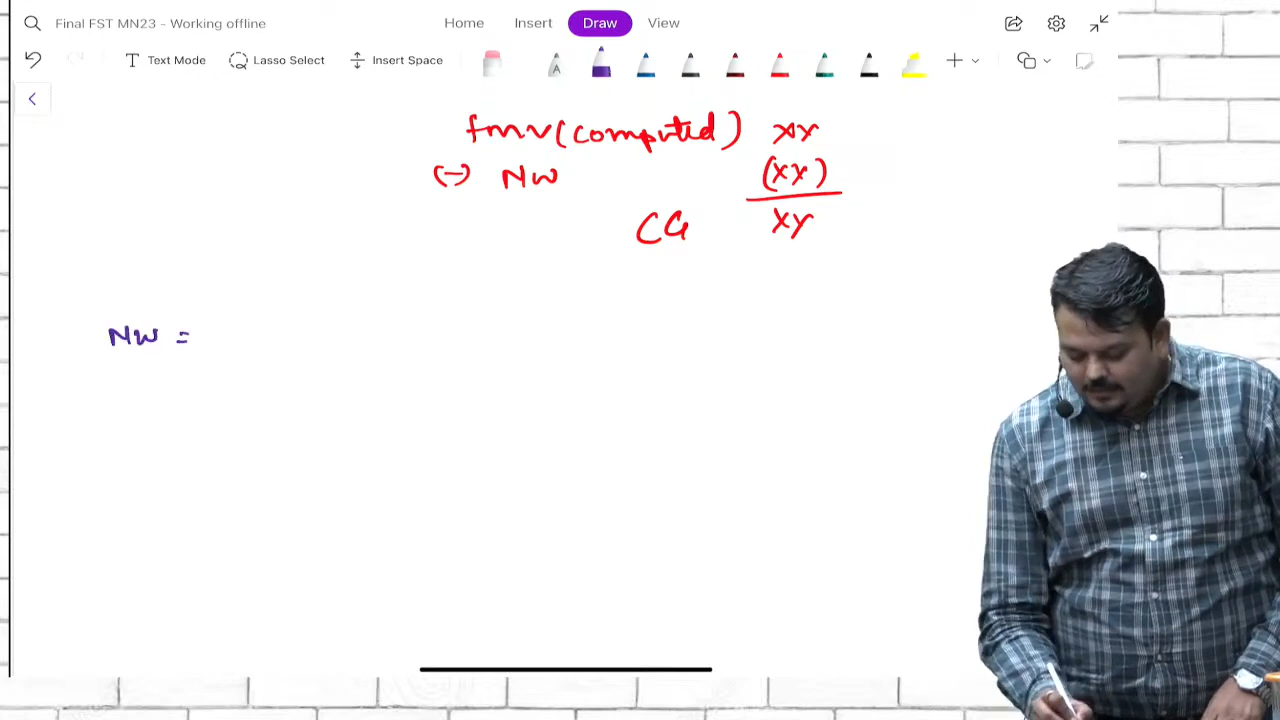 Final FST MN23 - Working offline
Home Insert Draw View
Text Mode Lasso Select Insert Space
fmv (computed) xx
(-) NW (xx)
CG xx
NW =